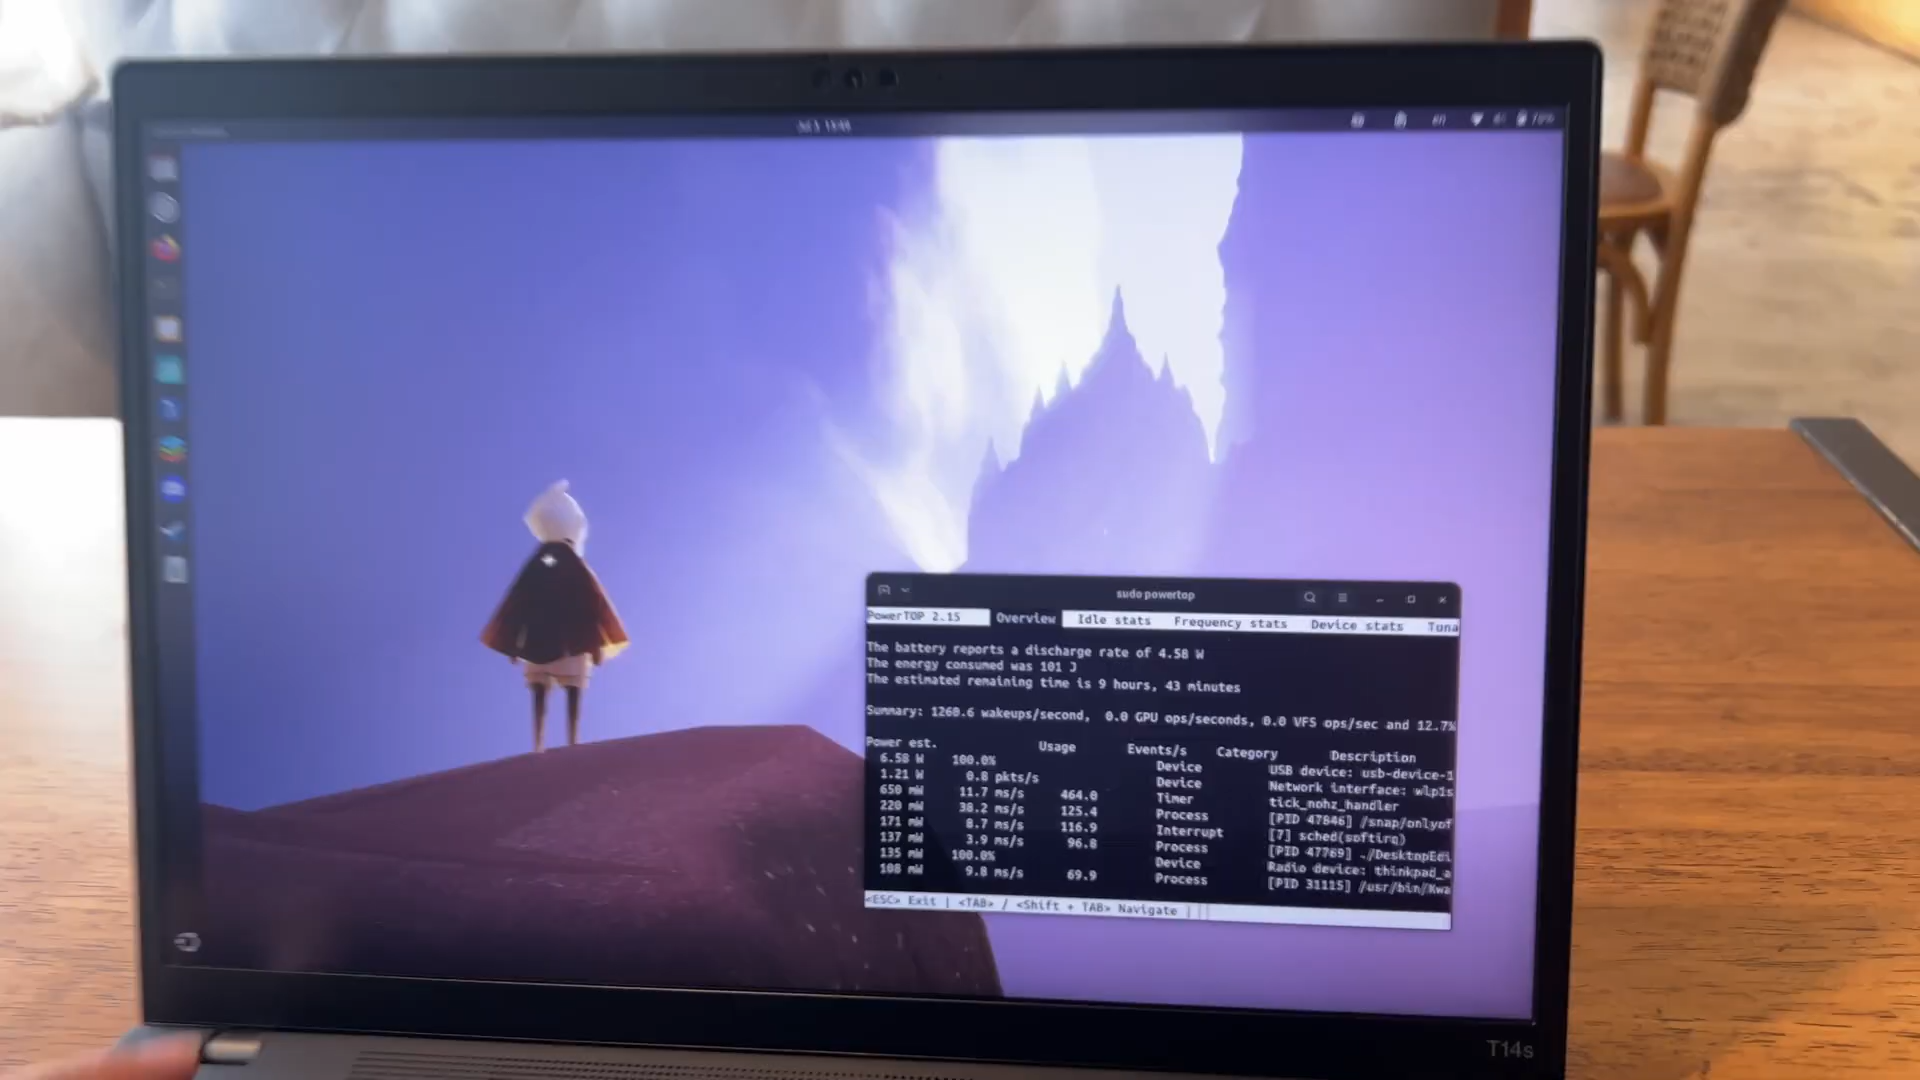 en
sudo powertop
PowerTOP 2.15 Overview Idle stats Frequency stats Device stats Tuna
The battery reports a discharge rate of 4.58 W
The energy consumed was 101 J
The estimated remaining time is 9 hours, 43 minutes
Summary: 1260.6 wakeups/second, 0.0 GPU ops/seconds, 0.0 VFS ops/sec and 12.7%
Power est. Usage Events/s Category Description
6.58 W 100.0% Device USB device: usb-device-1
1.21 W 0.8 pkts/s Device Network interface: wlp1s
650 mW 11.7 ms/s 464.0 Timer tick_nohz_handler
220 mW 38.2 ms/s 125.4 Process [PID 47846] /snap/onlyof
171 mW 8.7 ms/s 116.9 Interrupt [7] sched(softirq)
137 mW 3.9 ms/s 96.8 Process [PID 47769] ./DesktopEdi
135 mW 100.0% Device Radio device: thinkpad_a
108 mW 9.8 ms/s 69.9 Process [PID 31115] /usr/bin/Xwa
<ESC> Exit | <TAB> / <Shift + TAB> Navigate |
T14s